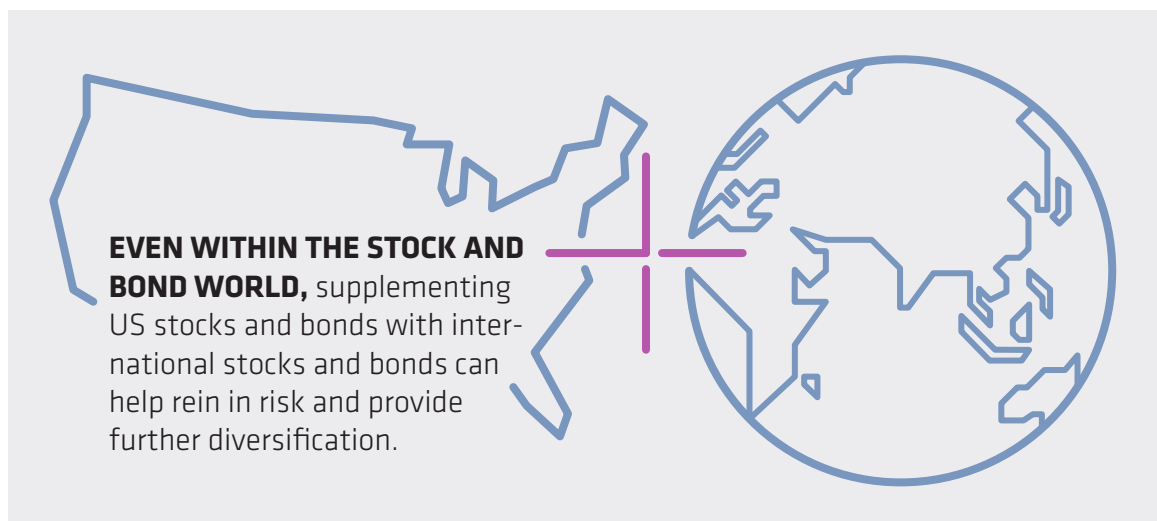 EVEN WITHIN THE STOCK AND
BOND WORLD, supplementing
US stocks and bonds with inter-
national stocks and bonds can
help rein in risk and provide
further diversification.